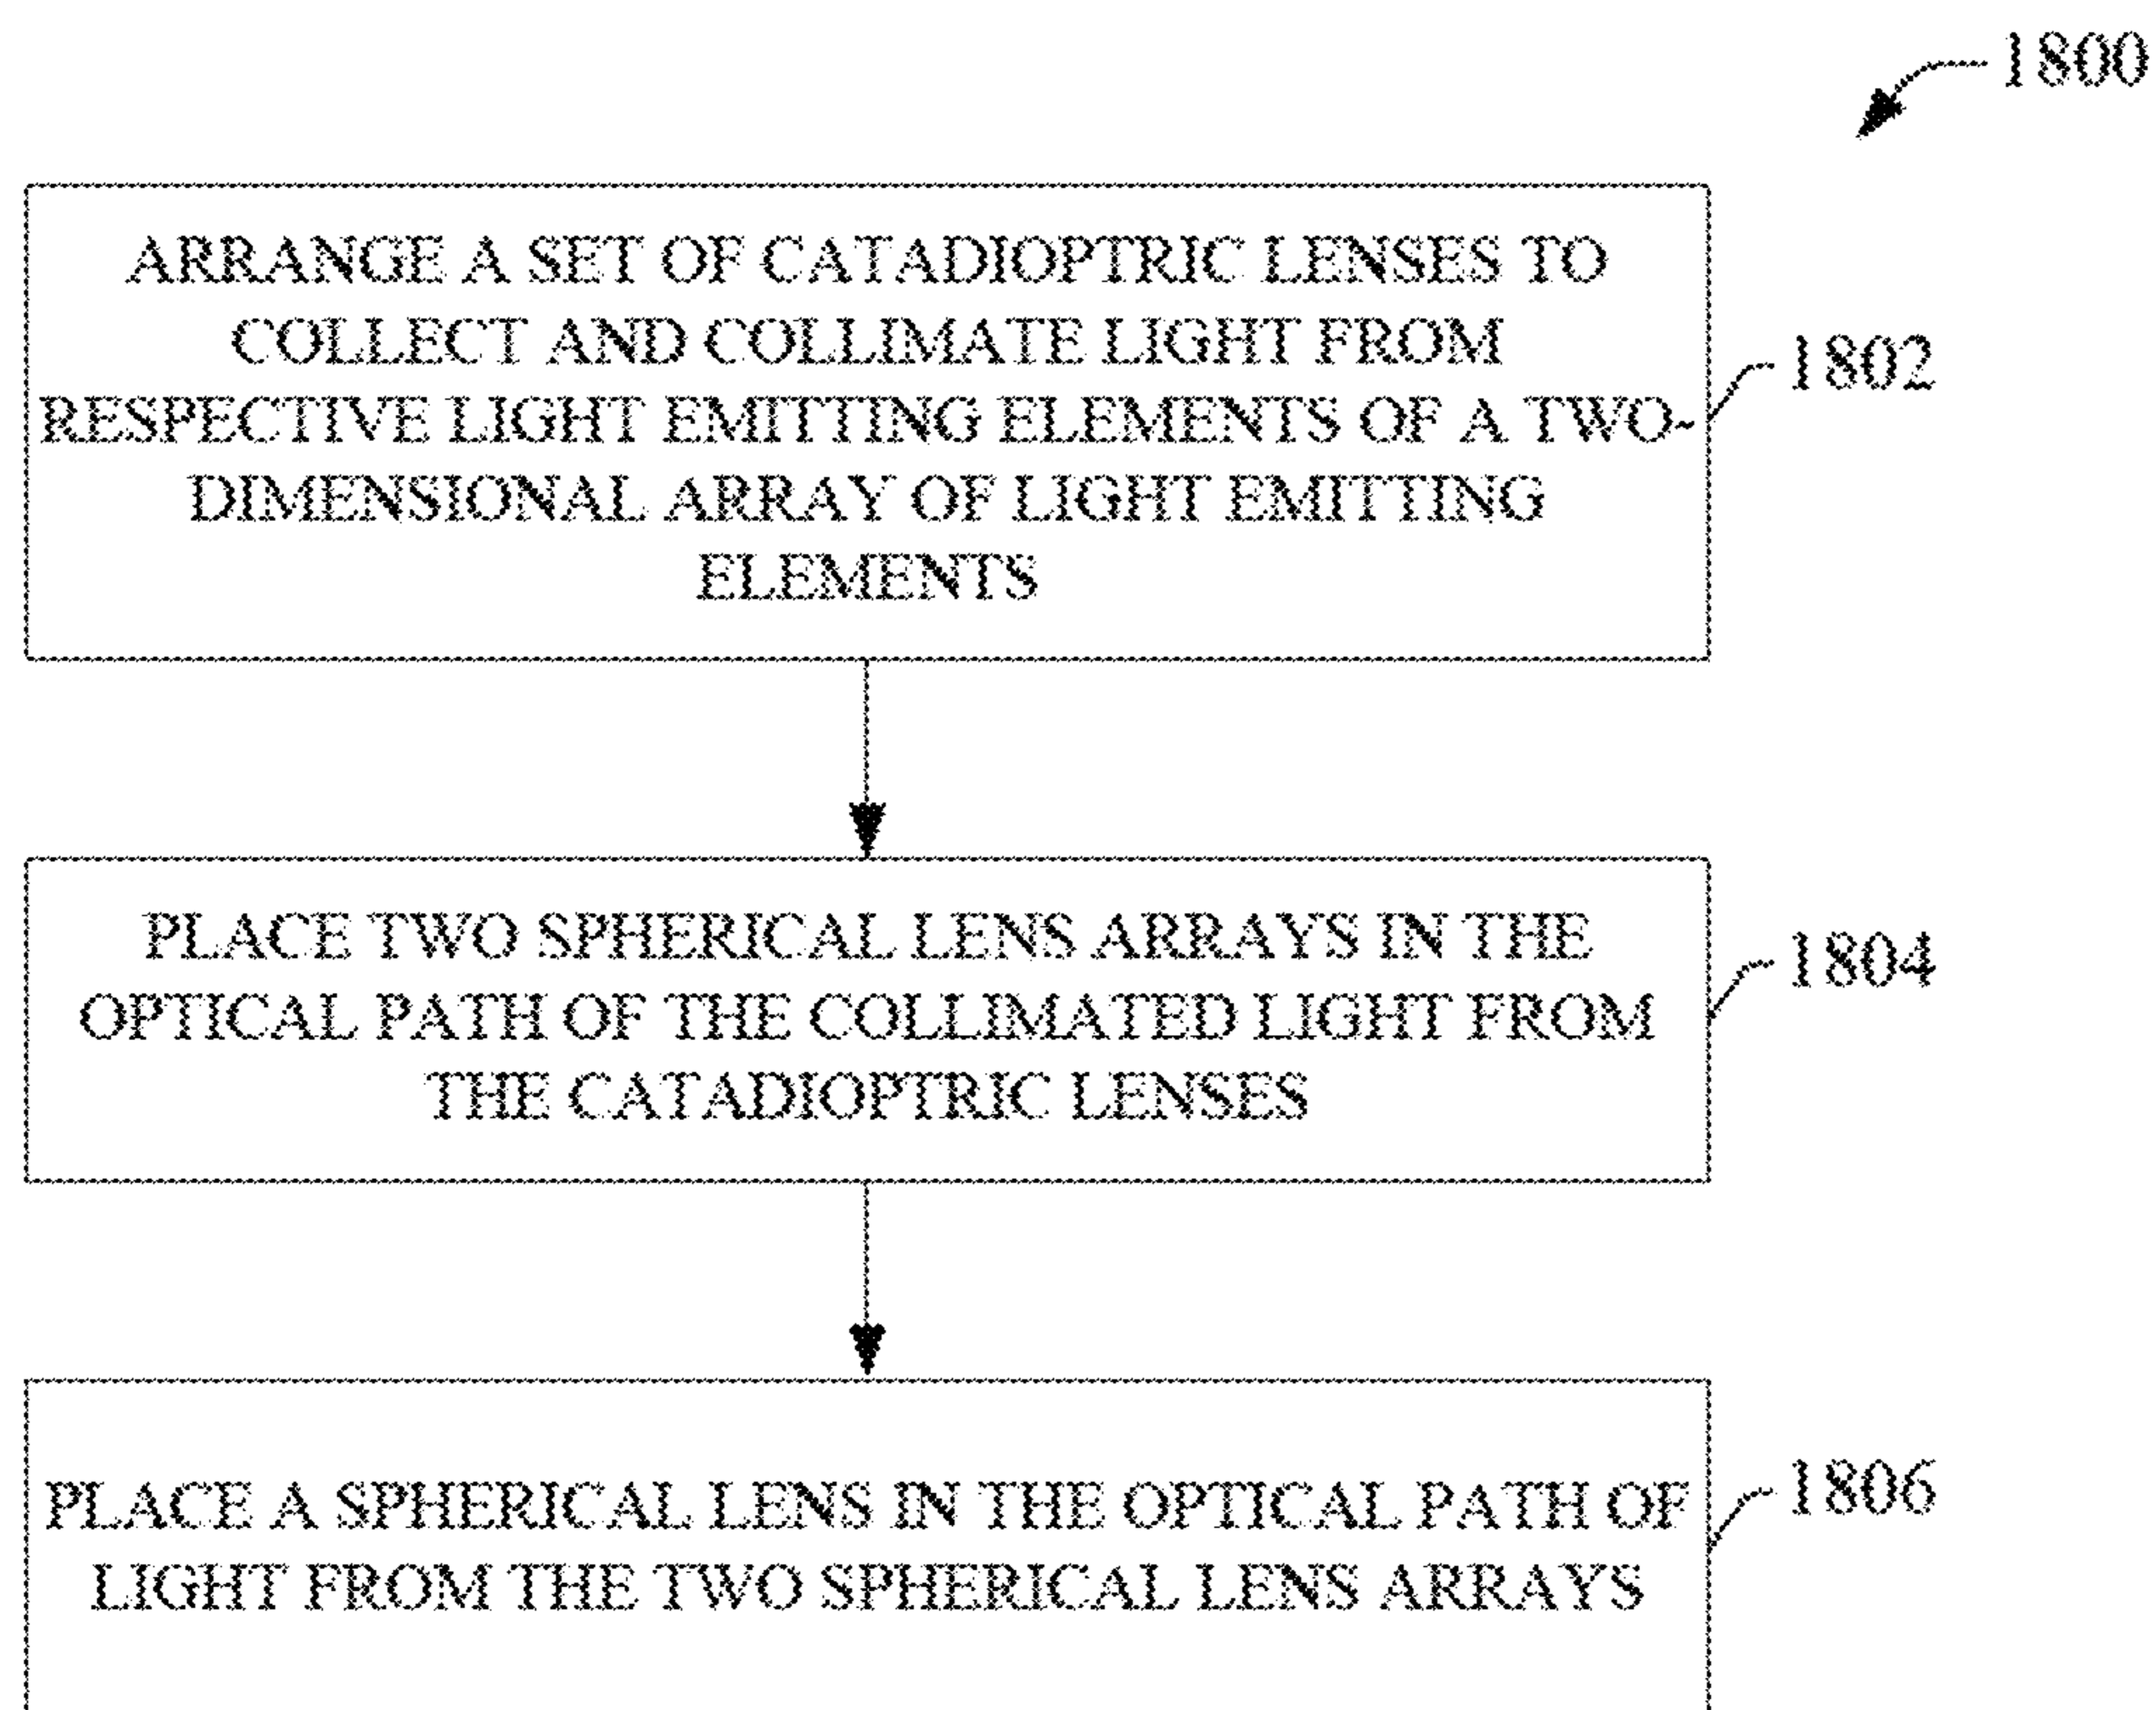 1800
ARRANGE A SET OF CATADIOPTRIC LENSES TO
COLLECT AND COLLIMATE LIGHT FROM
RESPECTIVE LIGHT EMITTING ELEMENTS OF A TWO-
DIMENSIONAL ARRAY OF LIGHT EMITTING
ELEMENTS
1802
PLACE TWO SPHERICAL LENS ARRAYS IN THE
OPTICAL PATH OF THE COLLIMATED LIGHT FROM
THE CATADIOPTRIC LENSES
1804
PLACE A SPHERICAL LENS IN THE OPTICAL PATH OF
LIGHT FROM THE TWO SPHERICAL LENS ARRAYS
1806